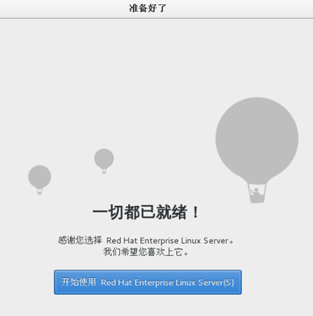 准备好了
一切都已就绪！
感谢您选择 Red Hat Enterprise Linux Server。
我们希望您喜欢上它。
开始使用 Red Hat Enterprise Linux Server(S)